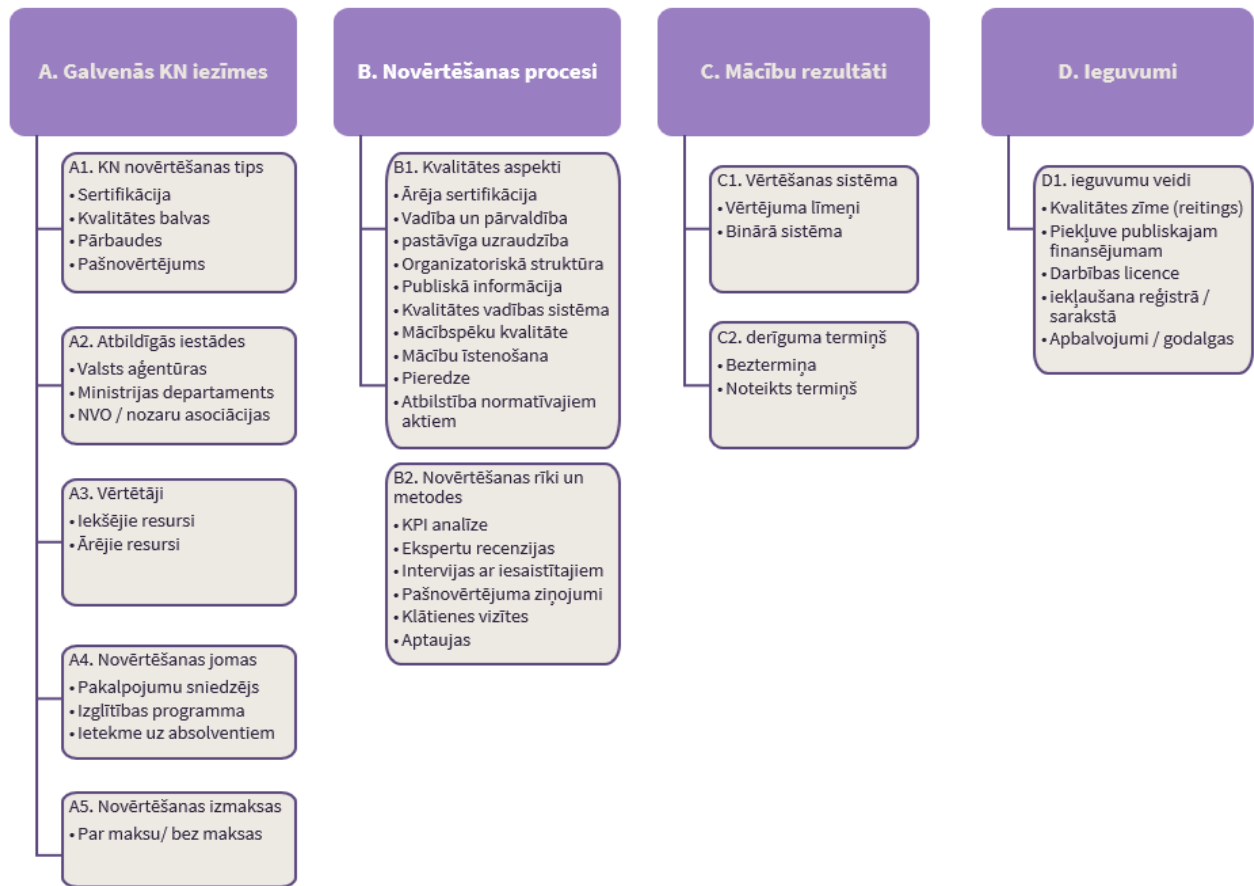 A. Galvenās KN iezīmes
A1. KN novērtēšanas tips
• Sertifikācija
• Kvalitātes balvas
• Pārbaudes
• Pašnovērtējums
A2. Atbildīgās iestādes
• Valsts aģentūras
• Ministrijas departaments
• NVO / nozaru asociācijas
A3. Vērtētāji
• Iekšējie resursi
• Ārējie resursi
A4. Novērtēšanas jomas
• Pakalpojumu sniedzējs
• Izglītības programma
• Ietekme uz absolventiem
A5. Novērtēšanas izmaksas
• Par maksu/ bez maksas
B. Novērtēšanas procesi
B1. Kvalitātes aspekti
• Ārēja sertifikācija
• Vadība un pārvaldība
• pastāvīga uzraudzība
• Organizatoriskā struktūra
• Publiskā informācija
• Kvalitātes vadības sistēma
• Mācībspēku kvalitāte
• Mācību īstenošana
• Pieredze
• Atbilstība normatīvajiem
aktiem
B2. Novērtēšanas rīki un
metodes
• KPI analīze
• Ekspertu recenzijas
• Intervijas ar iesaistītajiem
• Pašnovērtējuma ziņojumi
• Klātienes vizītes
• Aptaujas
C. Mācību rezultāti
C1. Vērtēšanas sistēma
• Vērtējuma līmeņi
• Binārā sistēma
C2. derīguma termiņš
• Beztermiņa
• Noteikts termiņš
D. Ieguvumi
D1. ieguvumu veidi
• Kvalitātes zīme (reitings)
• Piekļuve publiskajam
finansējumam
• Darbības licence
• iekļaušana reģistrā /
sarakstā
• Apbalvojumi / godalgas